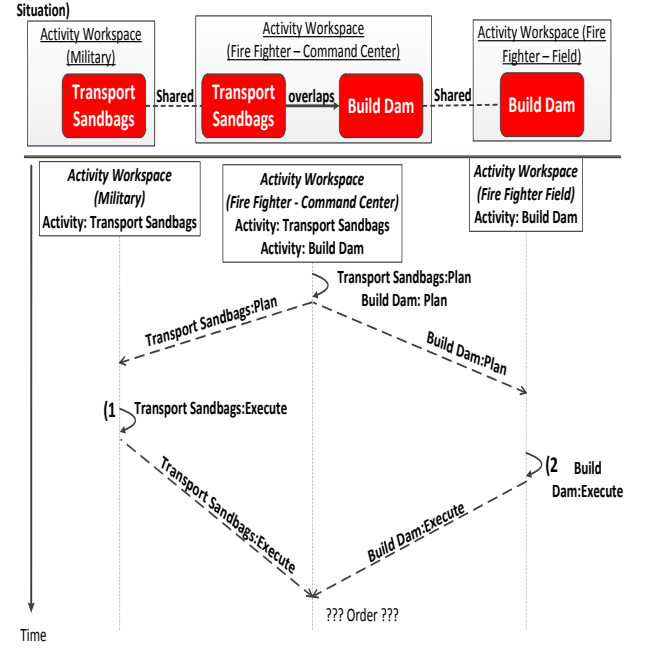 Situation)
Activity Workspace
(Military)
Activity Workspace
(Fire Fighter – Command Center)
Activity Workspace (Fire
Fighter – Field)
Transport
Sandbags
Shared
Transport
Sandbags
overlaps
Build Dam
Shared
Build Dam
Activity Workspace
(Military)
Activity: Transport Sandbags
Activity Workspace
(Fire Fighter - Command Center)
Activity: Transport Sandbags
Activity: Build Dam
Activity Workspace
(Fire Fighter Field)
Activity: Build Dam
Transport Sandbags:Plan
Build Dam: Plan
Transport Sandbags:Plan
Build Dam:Plan
(1
Transport Sandbags:Execute
(2
Build
Dam:Execute
Transport Sandbags:Execute
Build Dam:Execute
??? Order ???
Time